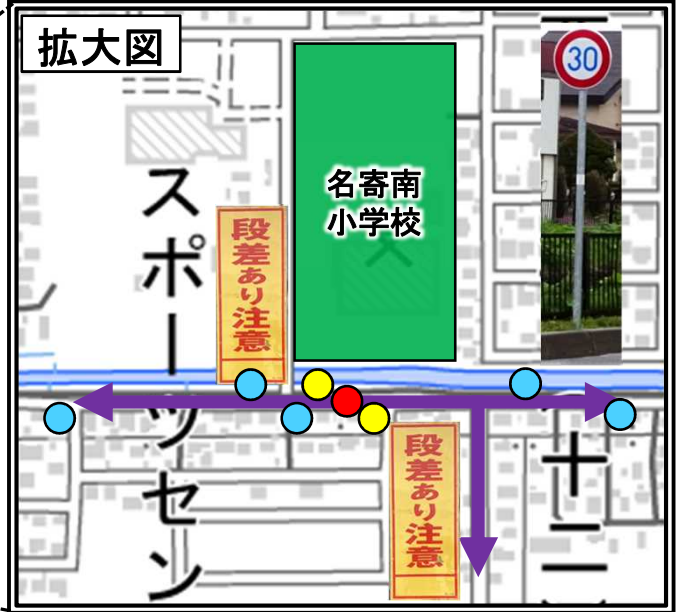 拡大図
30
名寄南
小学校
スポーツセン
段差あり注意
段差あり注意
十二